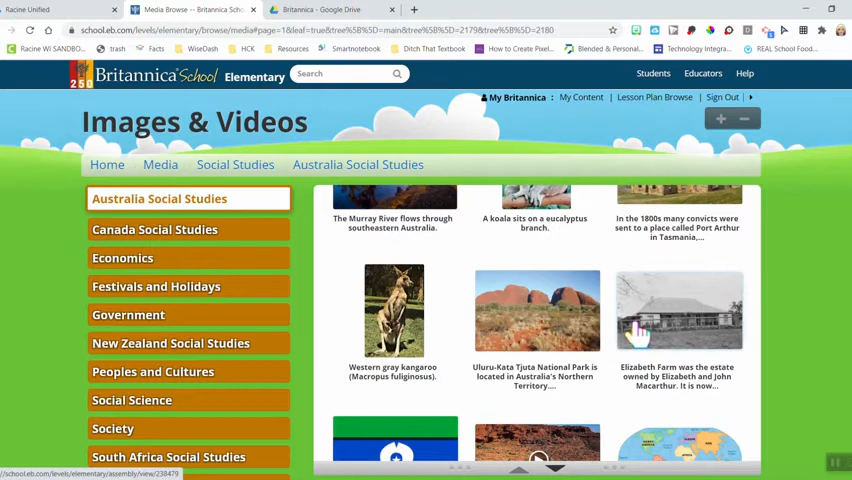 Racine Unified
Media Browse -- Britannica Scho
Britannica - Google Drive
school.eb.com/levels/elementary/browse/media#page=1&leaf=true&tree%5B%5D=main&tree%5B%5D=2179&tree%5B%5D=2180
Racine WI SANDBO... trash Facts WiseDash HCK Resources Smartnotebook Ditch That Textbook How to Create Pixel... Blended & Personal... Technology Integra... REAL School Food...
250 Britannica School Elementary Search Students Educators Help
My Britannica : My Content | Lesson Plan Browse | Sign Out |
Images & Videos
Home Media Social Studies Australia Social Studies
Australia Social Studies
Canada Social Studies
Economics
Festivals and Holidays
Government
New Zealand Social Studies
Peoples and Cultures
Social Science
Society
South Africa Social Studies
The Murray River flows through
southeastern Australia.
A koala sits on a eucalyptus
branch.
In the 1800s many convicts were
sent to a place called Port Arthur
in Tasmania,...
Western gray kangaroo
(Macropus fuliginosus).
Uluru-Kata Tjuta National Park is
located in Australia's Northern
Territory....
Elizabeth Farm was the estate
owned by Elizabeth and John
Macarthur. It is now...
//school.eb.com/levels/elementary/assembly/view/238479